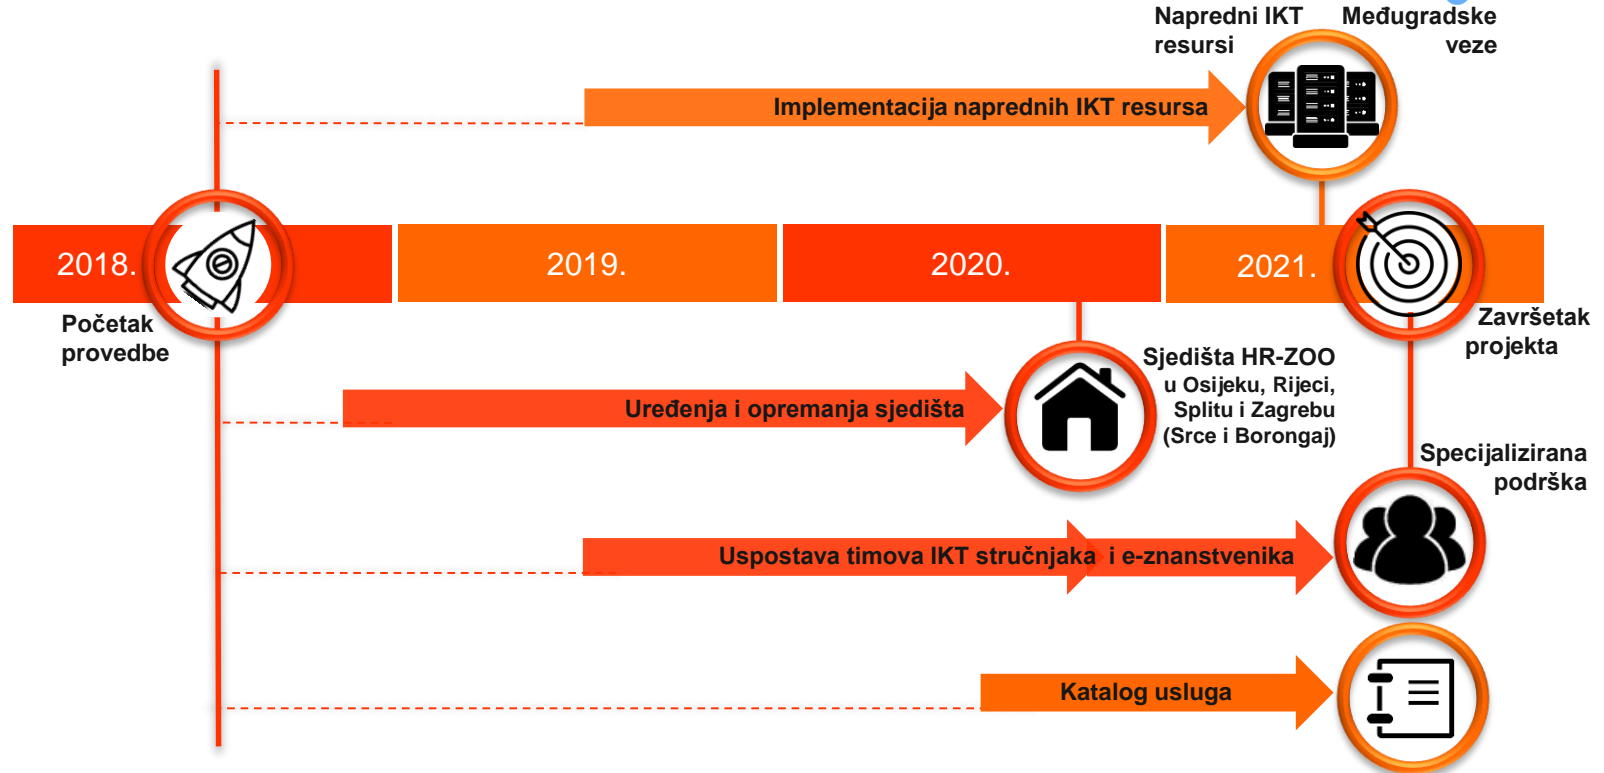 Napredni IKT
resursi
Međugradske
veze
Implementacija naprednih IKT resursa
2018.
2019.
2020.
2021.
Početak
provedbe
Završetak
projekta
Sjedišta HR-ZOO
u Osijeku, Rijeci,
Splitu i Zagrebu
(Srce i Borongaj)
Uređenja i opremanja sjedišta
Specijalizirana
podrška
Uspostava timova IKT stručnjaka i e-znanstvenika
Katalog usluga